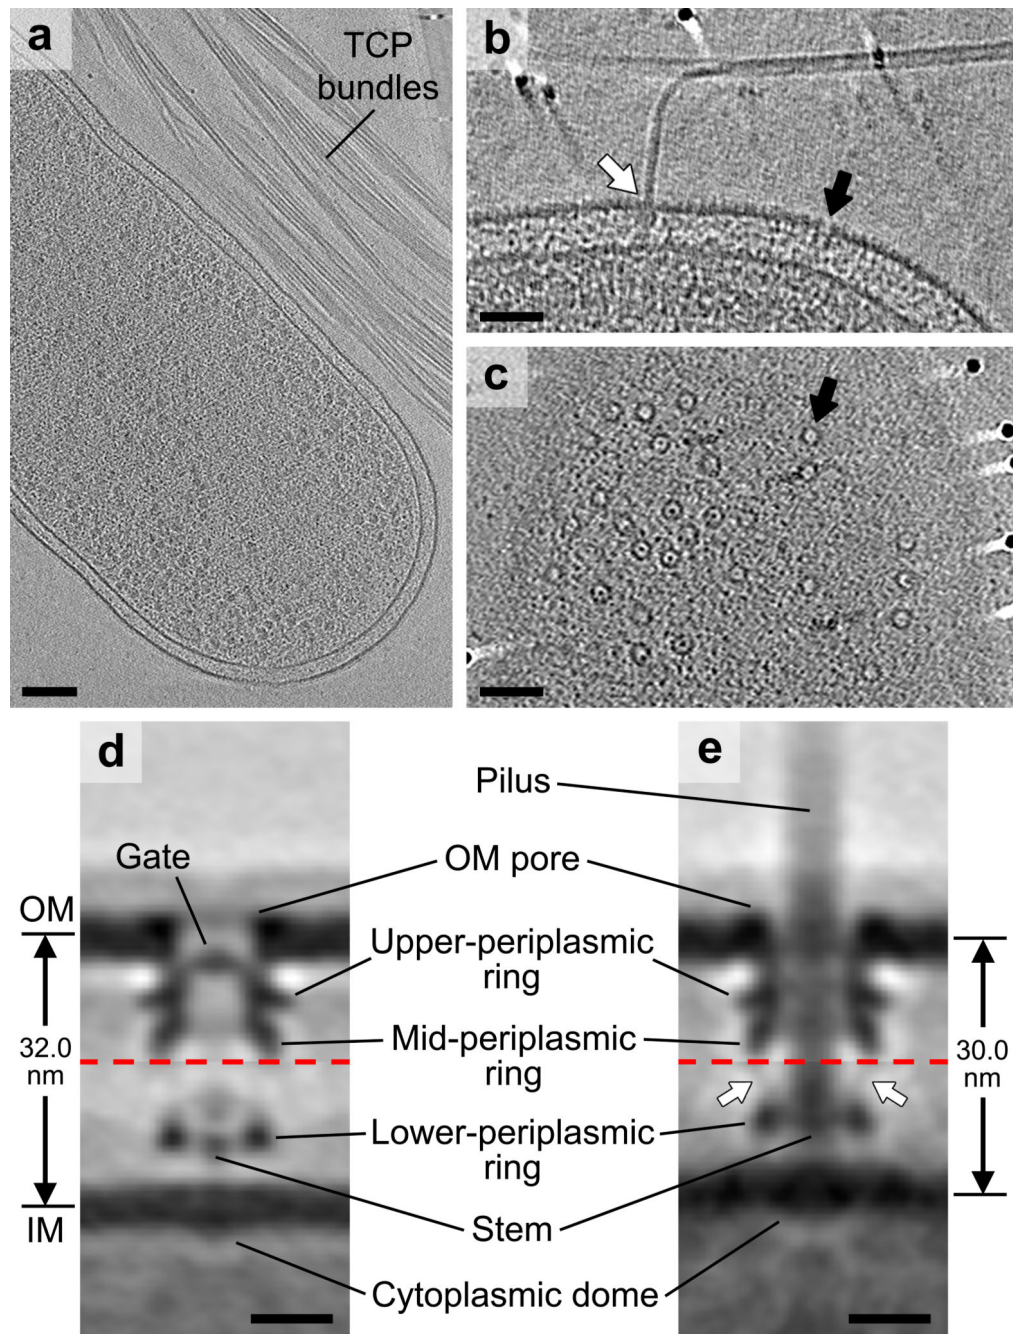 a
TCP
bundles
b
c
d
e
Pilus
Gate
OM pore
OM
Upper-periplasmic
ring
32.0
nm
Mid-periplasmic
ring
30.0
nm
Lower-periplasmic
ring
IM
Stem
Cytoplasmic dome